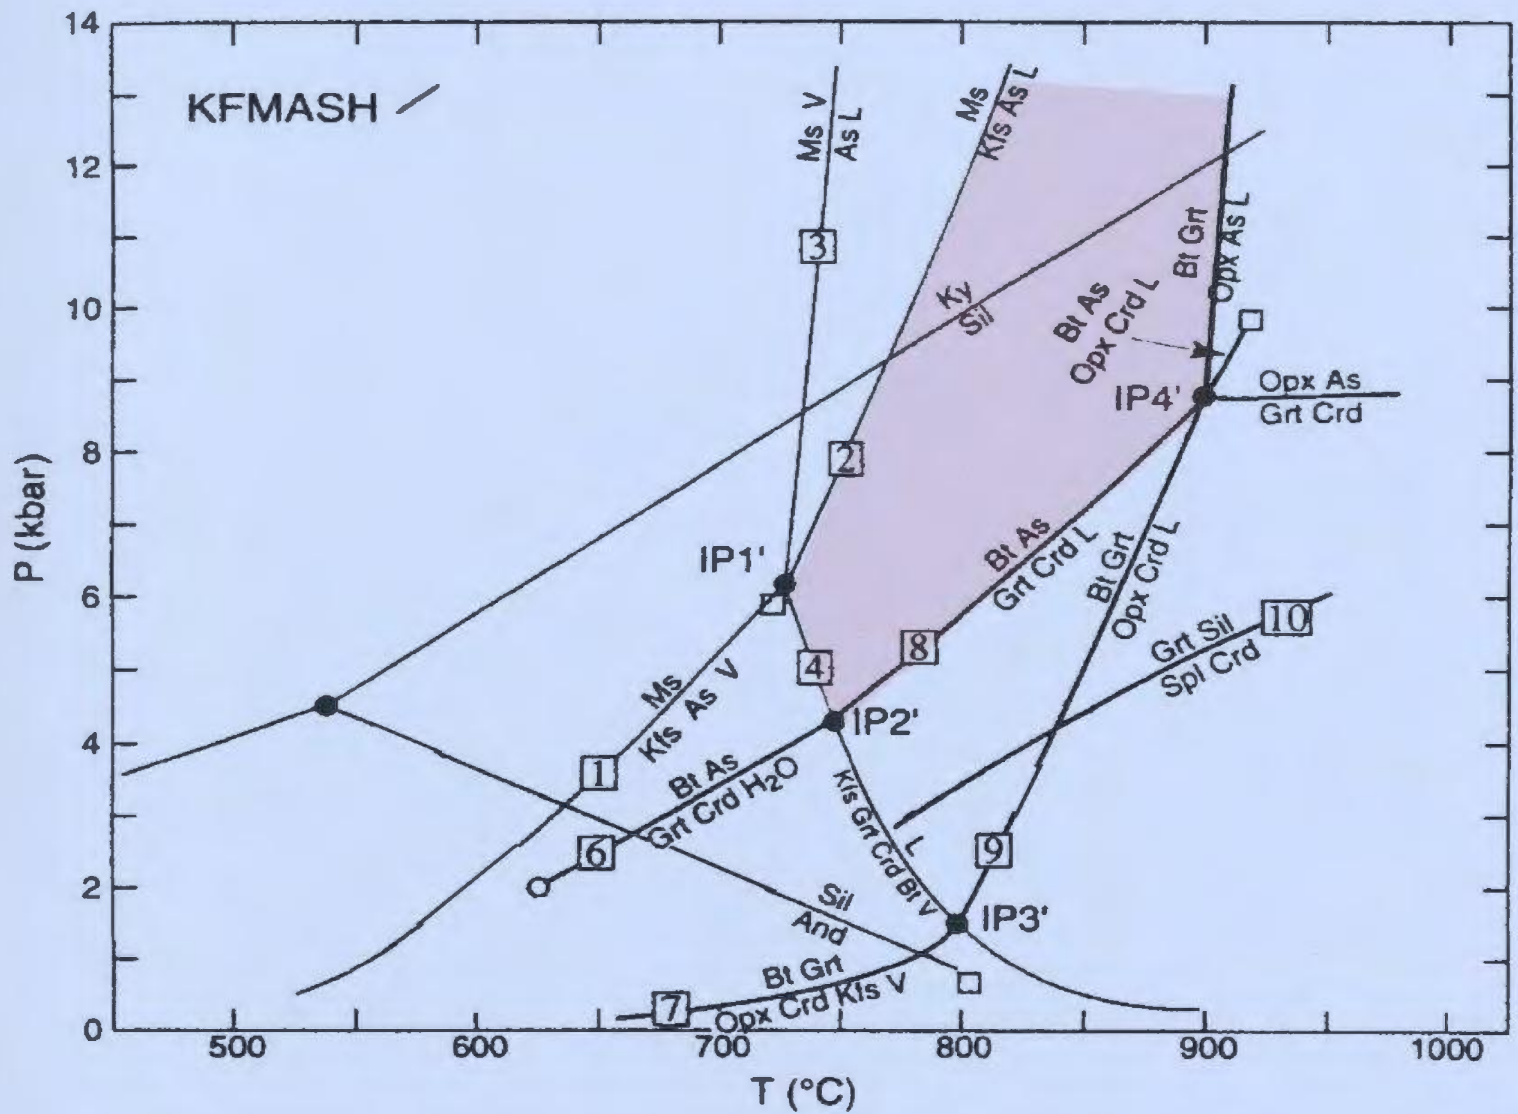 KFMASH
14
12
10
8
6
4
2
0
P (kbar)
500
600
700
800
900
1000
T (°C)
Ms V
As L
3
Ms
Kfs As L
2
Ky
Sil
Bt Grt
Opx As L
Bt As
Opx Crd L
IP4'
Opx As
Grt Crd
IP1'
4
Bt As
Grt Crd L
8
Bt Grt
Opx Crd L
IP2'
Grt Sil
Spl Crd
10
Ms
Kfs As V
1
Bt As
Grt Crd H₂O
6
Kfs Grt Crd Bt V
L
9
IP3'
Sil
And
Bt Grt
Opx Crd Kfs V
7